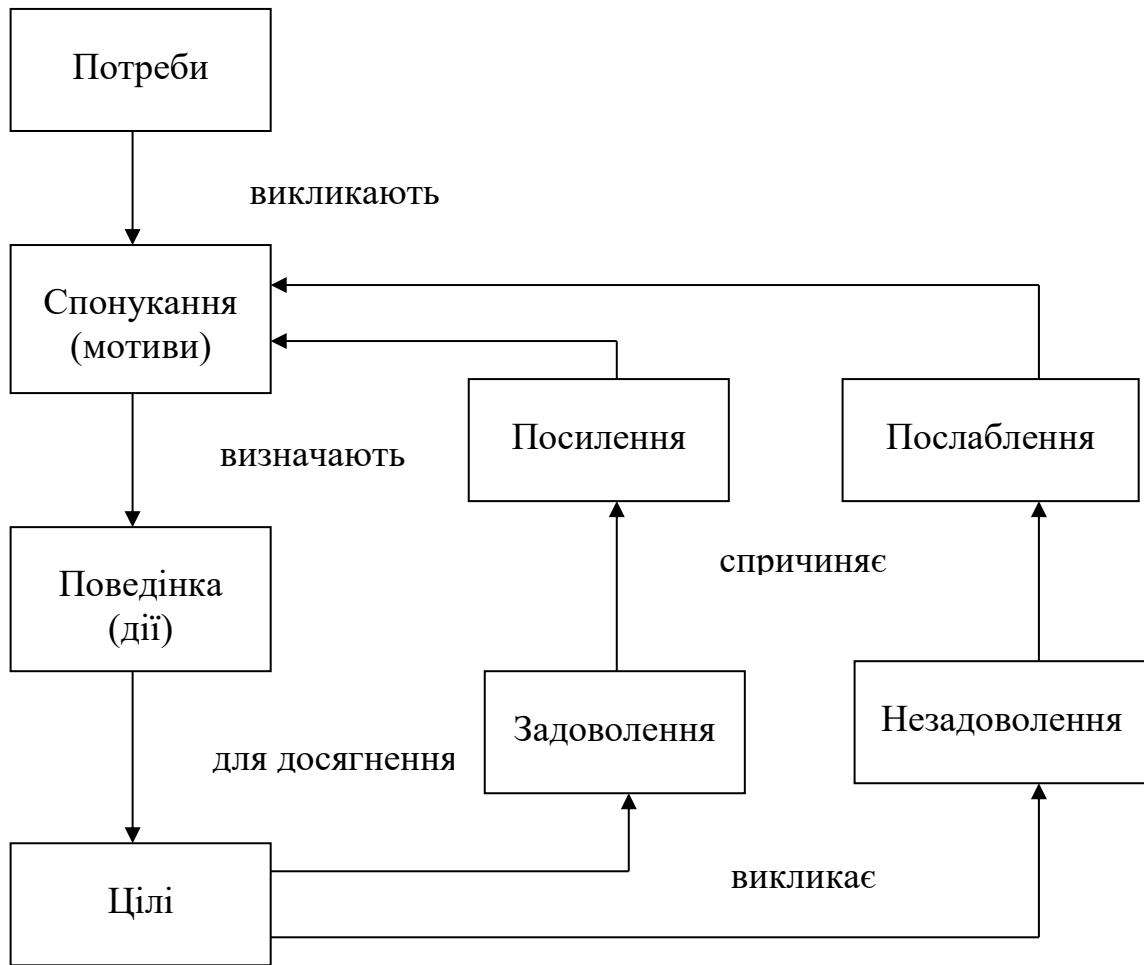 Потреби
викликають
Спонукання
(мотиви)
Посилення
Послаблення
визначають
спричиняє
Поведінка
(дії)
Задоволення
Незадоволення
для досягнення
викликає
Цілі